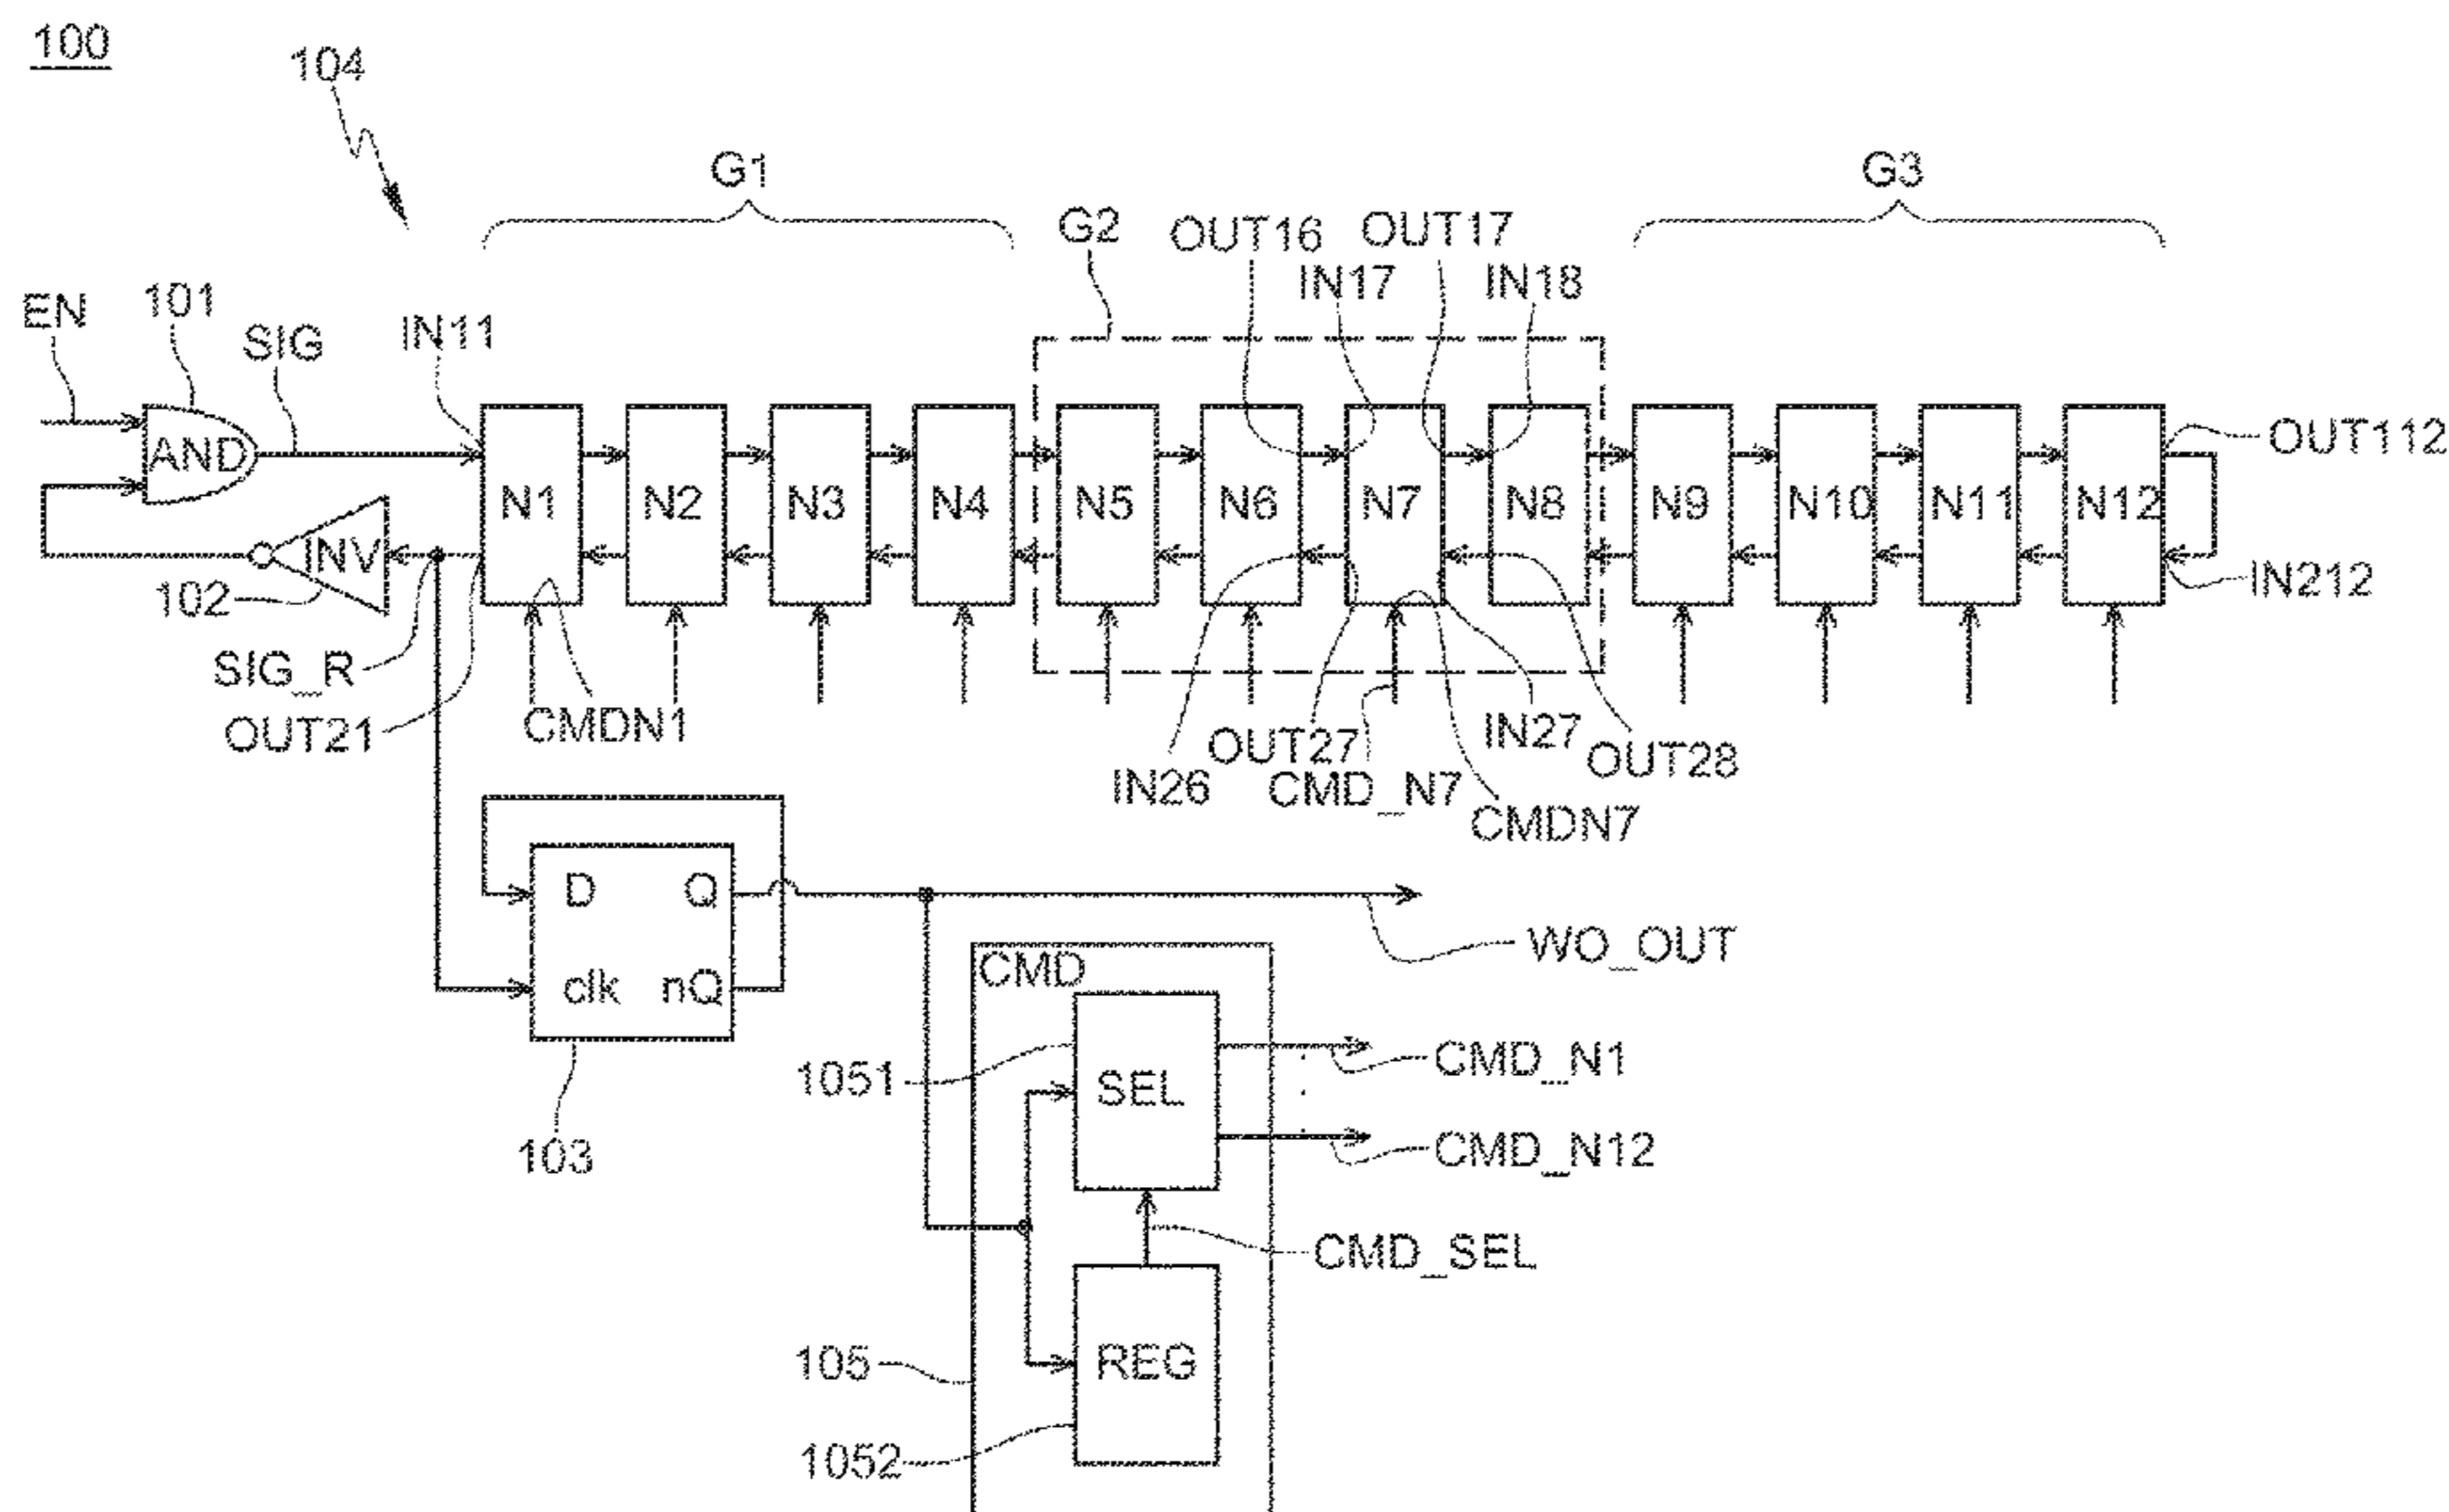 100
104
G1
G3
G2
OUT16
OUT17
IN17
IN18
EN
101
SIG
IN11
AND
N1
N2
N3
N4
N5
N6
N7
N8
N9
N10
N11
N12
OUT112
INV
102
IN212
SIG_R
OUT21
CMDN1
OUT27
IN27
OUT28
IN26
CMD_N7
CMDN7
D
Q
clk
nQ
WO_OUT
CMD
103
1051
SEL
CMD_N1
CMD_N12
CMD_SEL
105
REG
1052